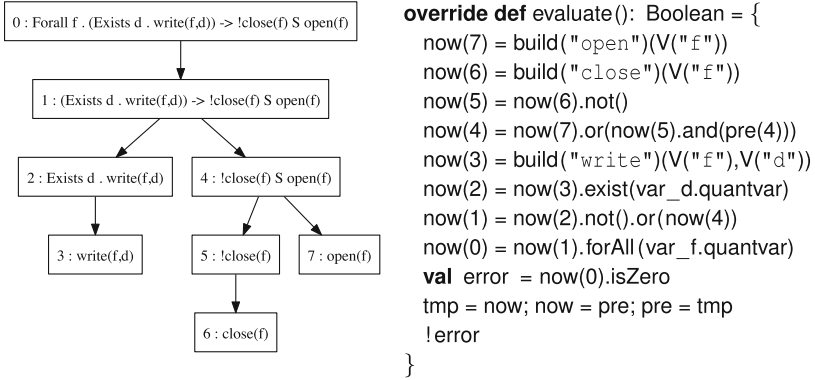 0 : Forall f . (Exists d . write(f,d)) -> !close(f) S open(f)
1 : (Exists d . write(f,d)) -> !close(f) S open(f)
2 : Exists d . write(f,d)
4 : !close(f) S open(f)
3 : write(f,d)
5 : !close(f)
7 : open(f)
6 : close(f)
override def evaluate(): Boolean = {
now(7) = build("open")(V("f"))
now(6) = build("close")(V("f"))
now(5) = now(6).not()
now(4) = now(7).or(now(5).and(pre(4)))
now(3) = build("write")(V("f"),V("d"))
now(2) = now(3).exist(var_d.quantvar)
now(1) = now(2).not().or(now(4))
now(0) = now(1).forAll(var_f.quantvar)
val error = now(0).isZero
tmp = now; now = pre; pre = tmp
!error
}